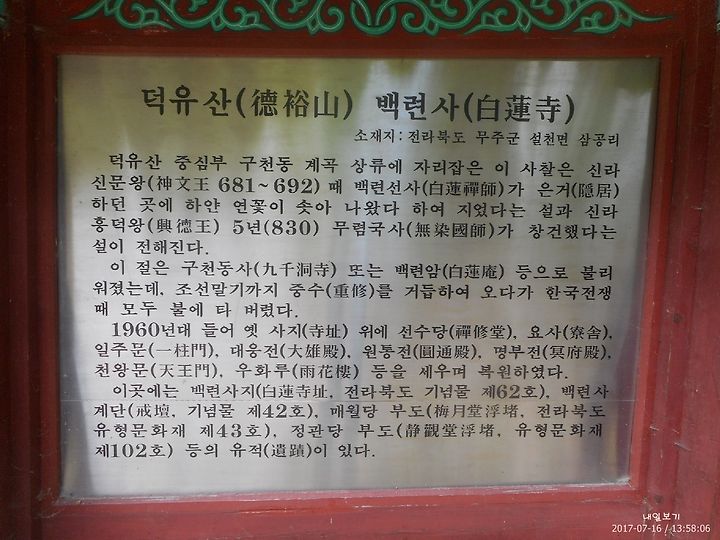 덕유산(德裕山) 백련사(白蓮寺)
소재지:전라북도 무주군 설천면 삼공리
덕유산 중심부 구천동 계곡 상류에 자리잡은 이 사찰은 신라
신문왕(神文王 681~692) 때 백련선사(白蓮禪師)가 은거(隱居)
하던 곳에 하얀 연꽃이 솟아 나왔다 하여 지었다는 설과 신라
흥덕왕(興德王) 5년(830) 무렴국사(無染國師)가 창건했다는
설이 전해진다.
이 절은 구천동사(九千洞寺) 또는 백련암(白蓮庵) 등으로 불리
워졌는데, 조선말기까지 중수(重修)를 거듭하여 오다가 한국전쟁
때 모두 불에 타 버렸다.
1960년대 들어 옛 사지(寺址) 위에 선수당(禪修堂), 요사(寮舍),
일주문(一柱門), 대웅전(大雄殿), 원통전(圓通殿), 명부전(冥府殿),
천왕문(天王門), 우화루(雨花樓) 등을 세우며 복원하였다.
이곳에는 백련사지(白蓮寺址, 전라북도 기념물 제62호), 백련사
계단(戒壇, 기념물 제42호), 매월당 부도(梅月堂浮堵, 전라북도
유형문화재 제43호), 정관당 부도(静觀堂浮堵, 유형문화재
제102호) 등의 유적(遺蹟)이 있다.
내일보기
2017-07-16 / 13:58:06